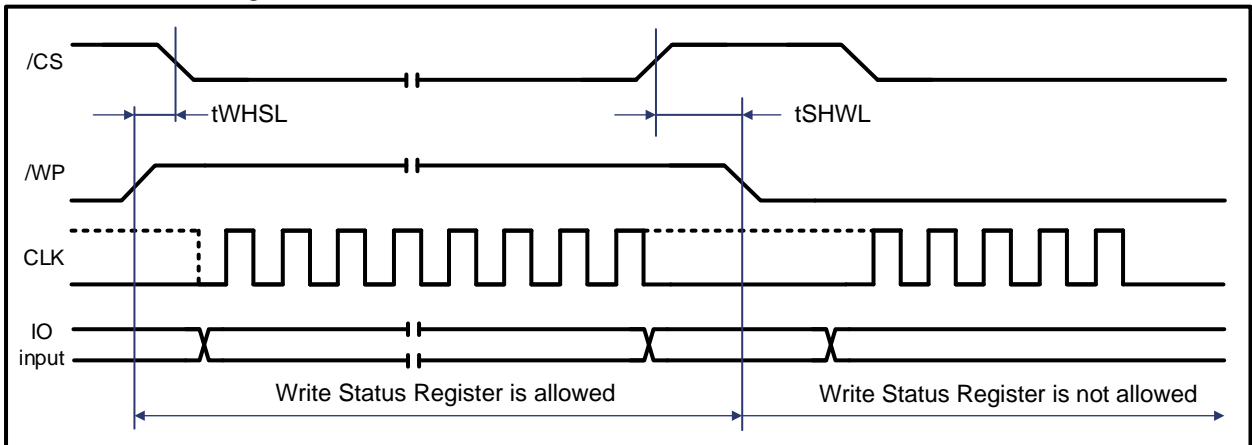 /CS
tWHSL
tSHWL
/WP
CLK
IO
input
Write Status Register is allowed
Write Status Register is not allowed